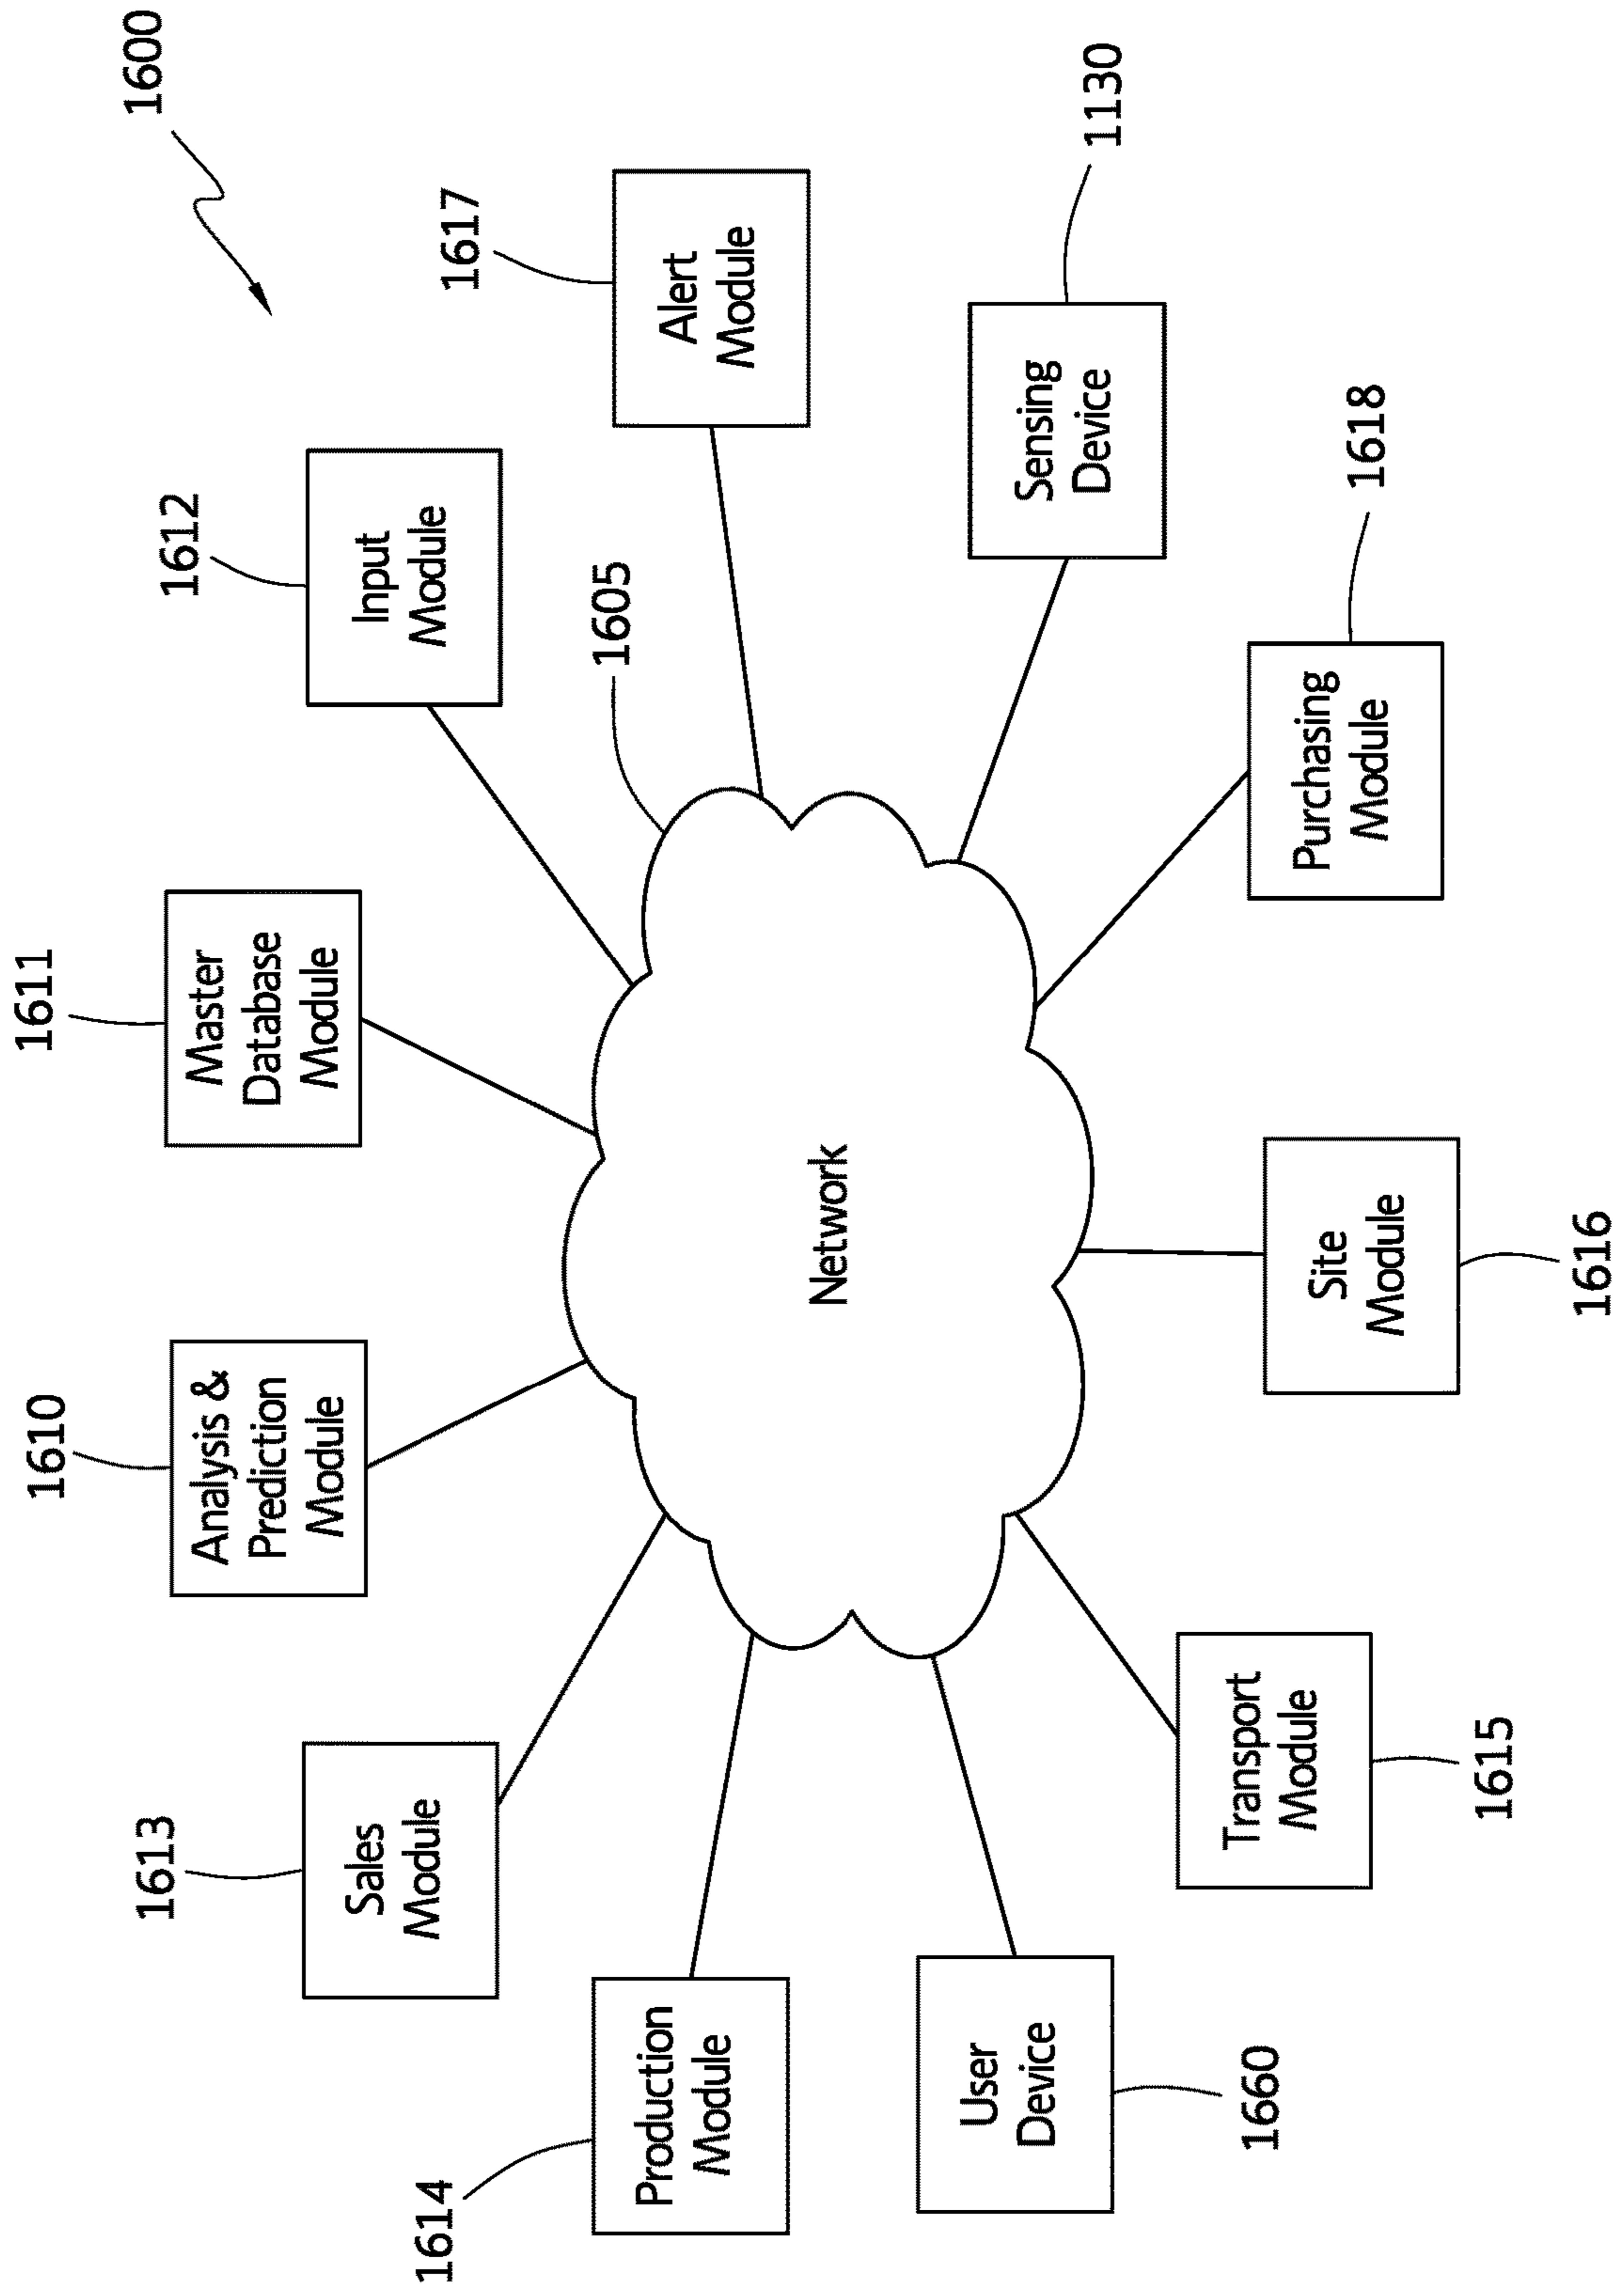 1600
1611
1610
1612
1613
1617
1614
1605
Master
Database
Module
Analysis &
Prediction
Module
Input
Module
Sales
Module
Alert
Module
Production
Module
Network
Sensing
Device
1130
User
Device
1660
Purchasing
Module
1618
Site
Module
1616
Transport
Module
1615